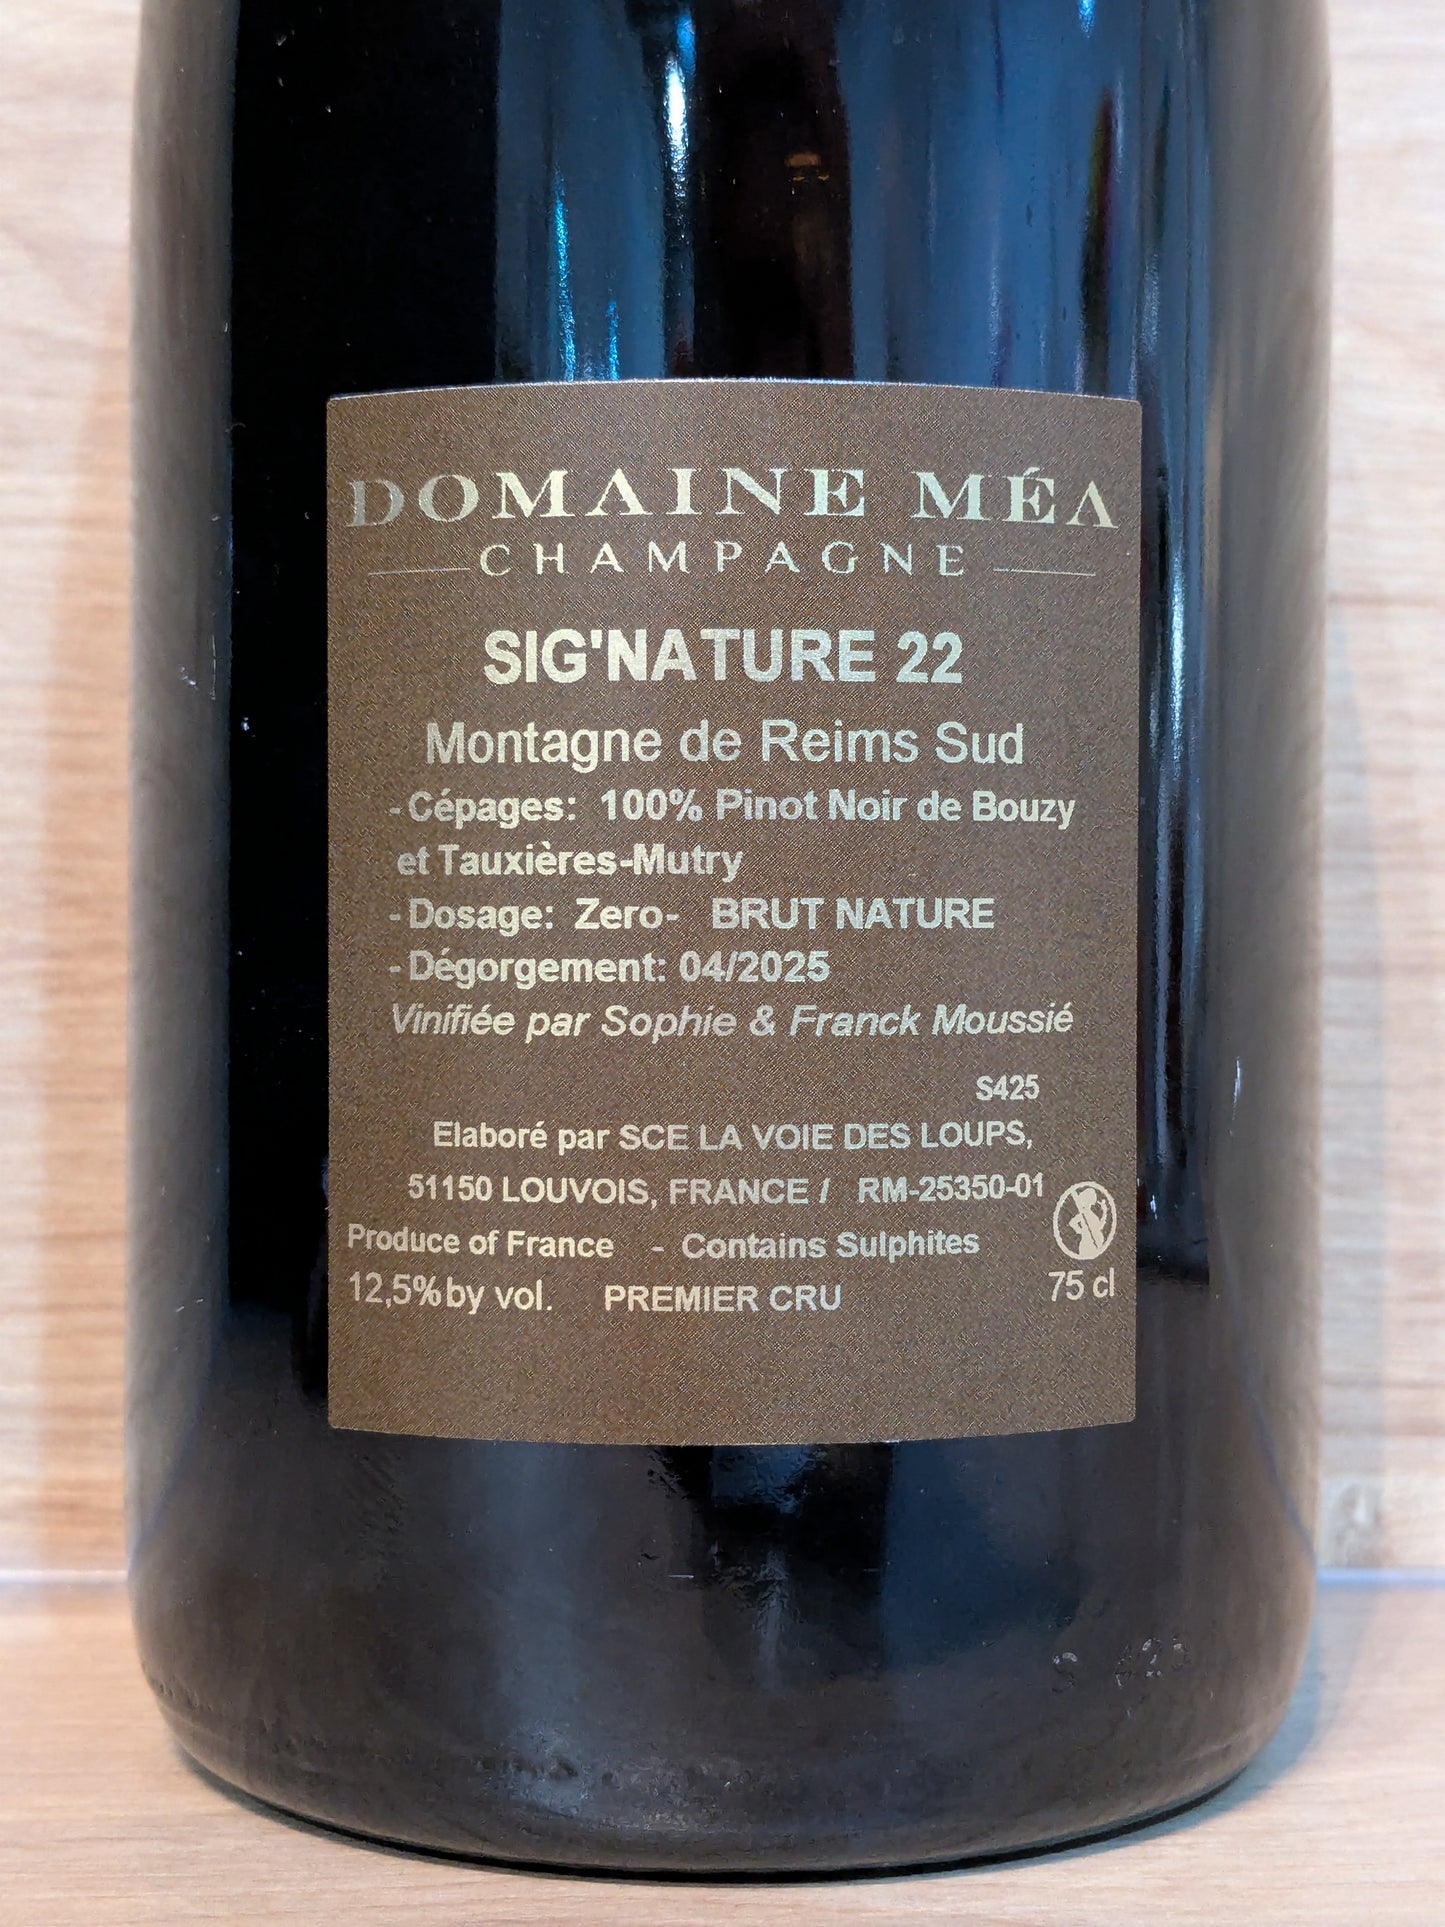 DOMAINE MÉA
CHAMPAGNE
SIG'NATURE 22
Montagne de Reims Sud
- Cépages: 100% Pinot Noir de Bouzy
et Tauxières-Mutry
- Dosage: Zero- BRUT NATURE
- Dégorgement: 04/2025
Vinifiée par Sophie & Franck Moussié
S425
Elaboré par SCE LA VOIE DES LOUPS,
51150 LOUVOIS, FRANCE / RM-25350-01
Produce of France - Contains Sulphites
12,5% by vol. PREMIER CRU 75 cl
S 425